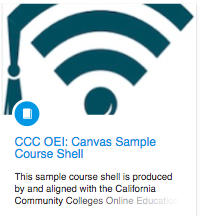 CCC OEI: Canvas Sample
Course Shell
This sample course shell is produced
by and aligned with the California
Community Colleges Online Education